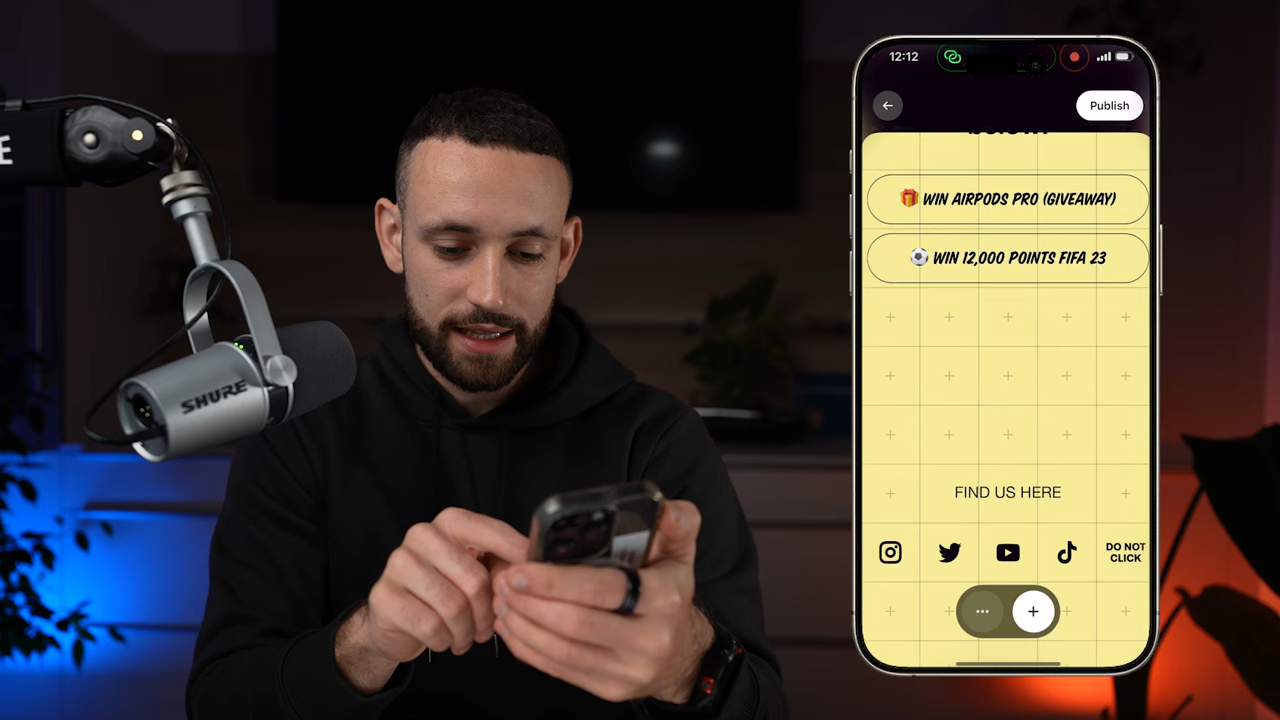 E
SHURE
12:12
Publish
WIN AIRPODS PRO (GIVEAWAY)
WIN 12,000 POINTS FIFA 23
FIND US HERE
DO NOT
CLICK